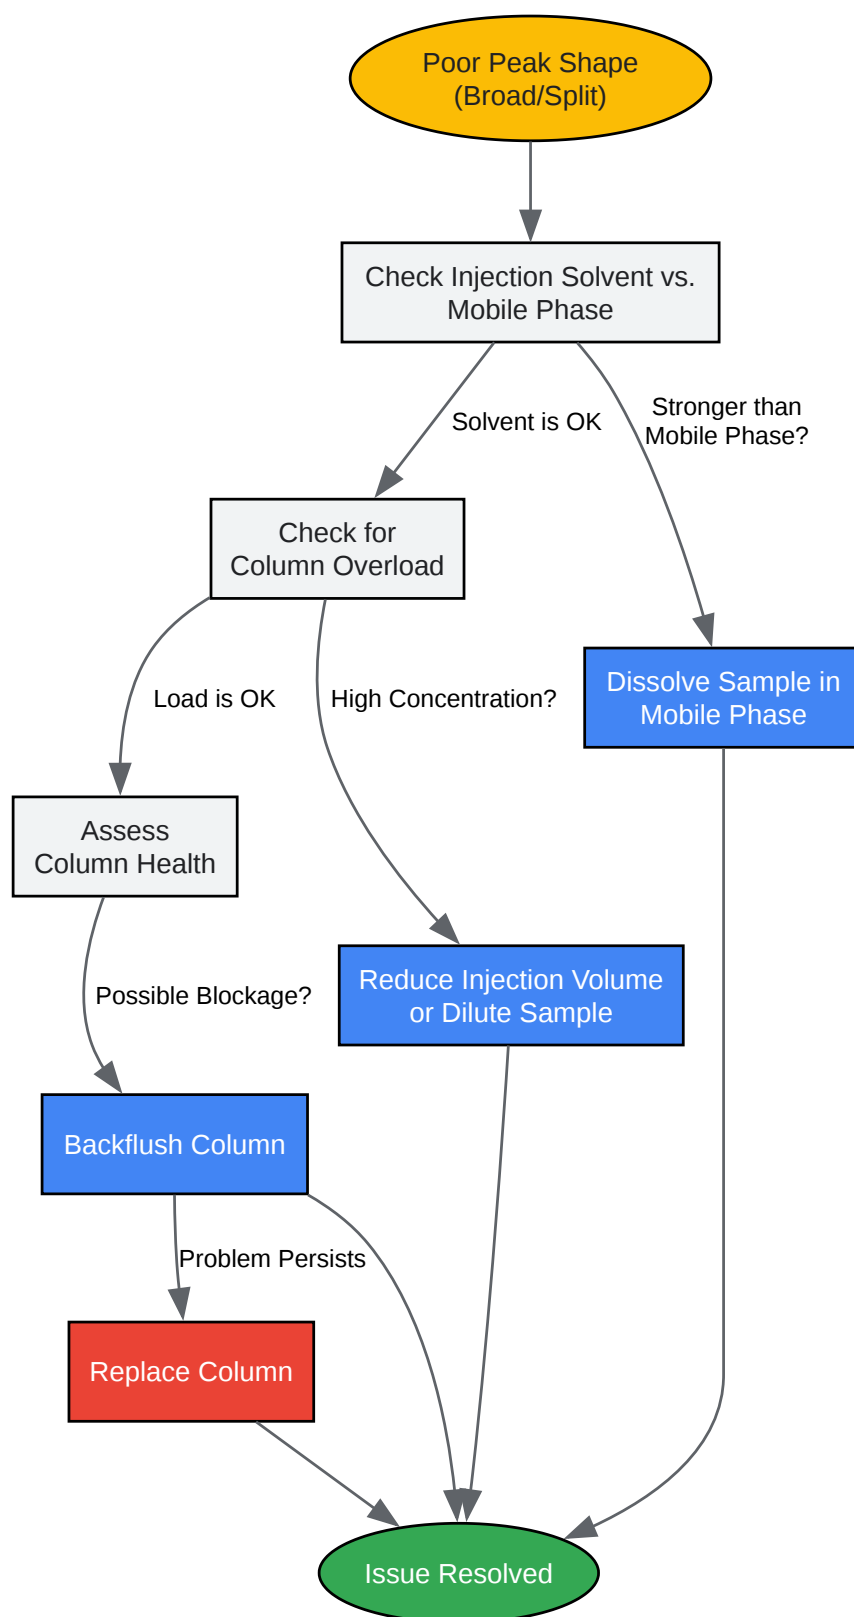 Poor Peak Shape
(Broad/Split)
Check Injection Solvent vs.
Mobile Phase
Solvent is OK
Stronger than
Mobile Phase?
Check for
Column Overload
Dissolve Sample in
Mobile Phase
Load is OK
High Concentration?
Assess
Column Health
Possible Blockage?
Reduce Injection Volume
or Dilute Sample
Backflush Column
Problem Persists
Replace Column
Issue Resolved